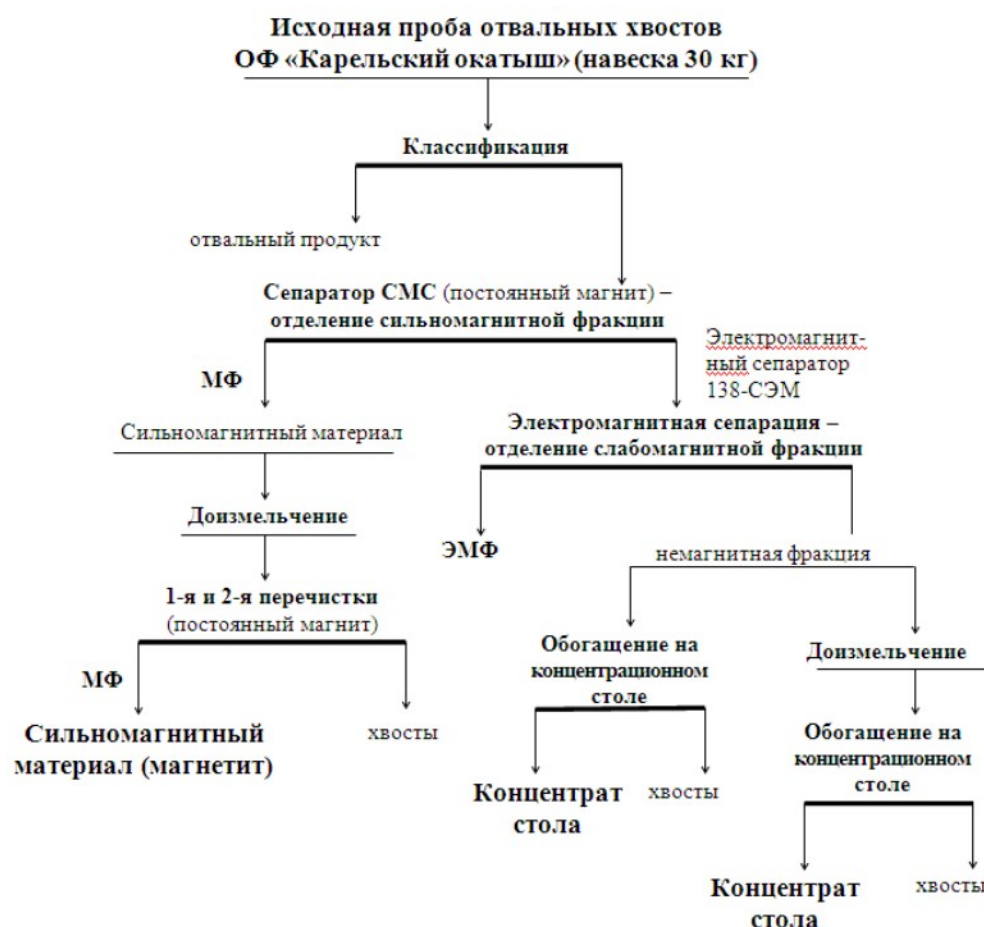 Исходная проба отвальных хвостов
ОФ «Карельский окатыш» (навеска 30 кг)
Классификация
отвальный продукт
Сепаратор СМС (постоянный магнит) –
отделение сильномагнитной фракции
Электромагнит-
ный сепаратор
138-СЭМ
МФ
Сильномагнитный материал
Электромагнитная сепарация –
отделение слабомагнитной фракции
Доизмельчение
ЭМФ
немагнитная фракция
1-я и 2-я перечистки
(постоянный магнит)
Обогащение на
концентрационном
столе
Доизмельчение
МФ
Сильномагнитный
материал (магнетит)
хвосты
Обогащение на
концентрационном
столе
Концентрат
стола
хвосты
Концентрат
стола
хвосты